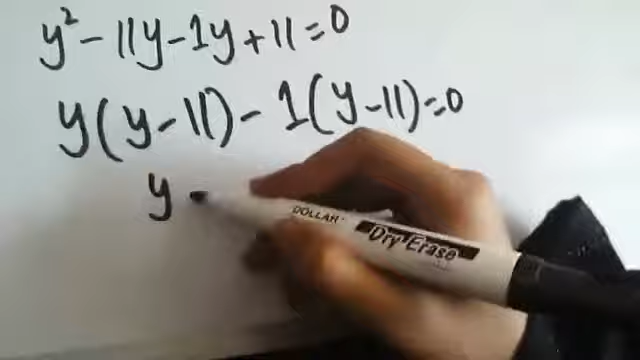 y² - 11y - 1y + 11 = 0
y(y - 11) - 1(y - 11) = 0
y -
DOLLAR
Dry Erase